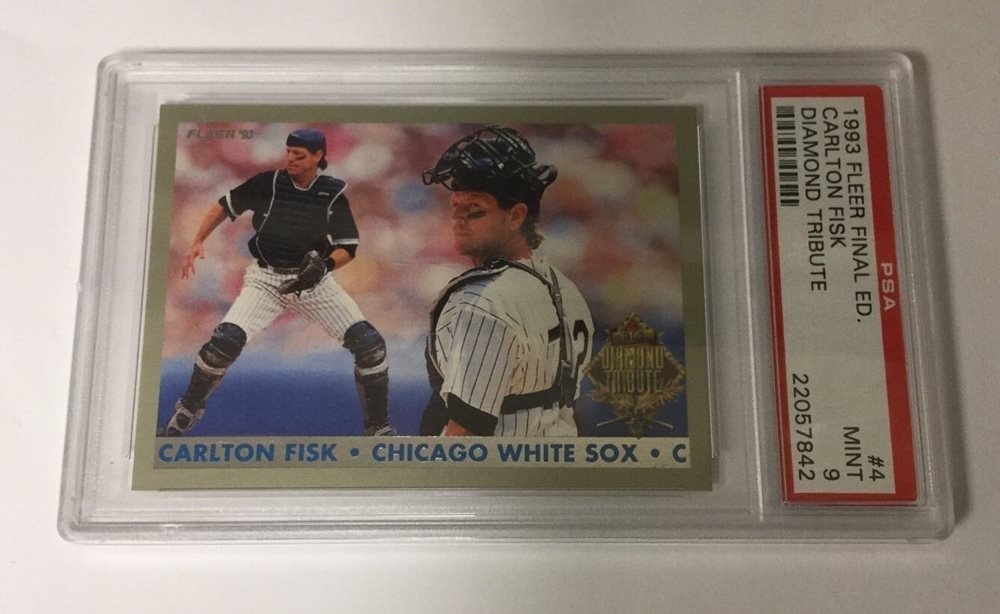 FLEER '93
DIAMOND
TRIBUTE
CARLTON FISK • CHICAGO WHITE SOX • C
PSA
1993 FLEER FINAL ED. #4
CARLTON FISK MINT
DIAMOND TRIBUTE 9
22057842